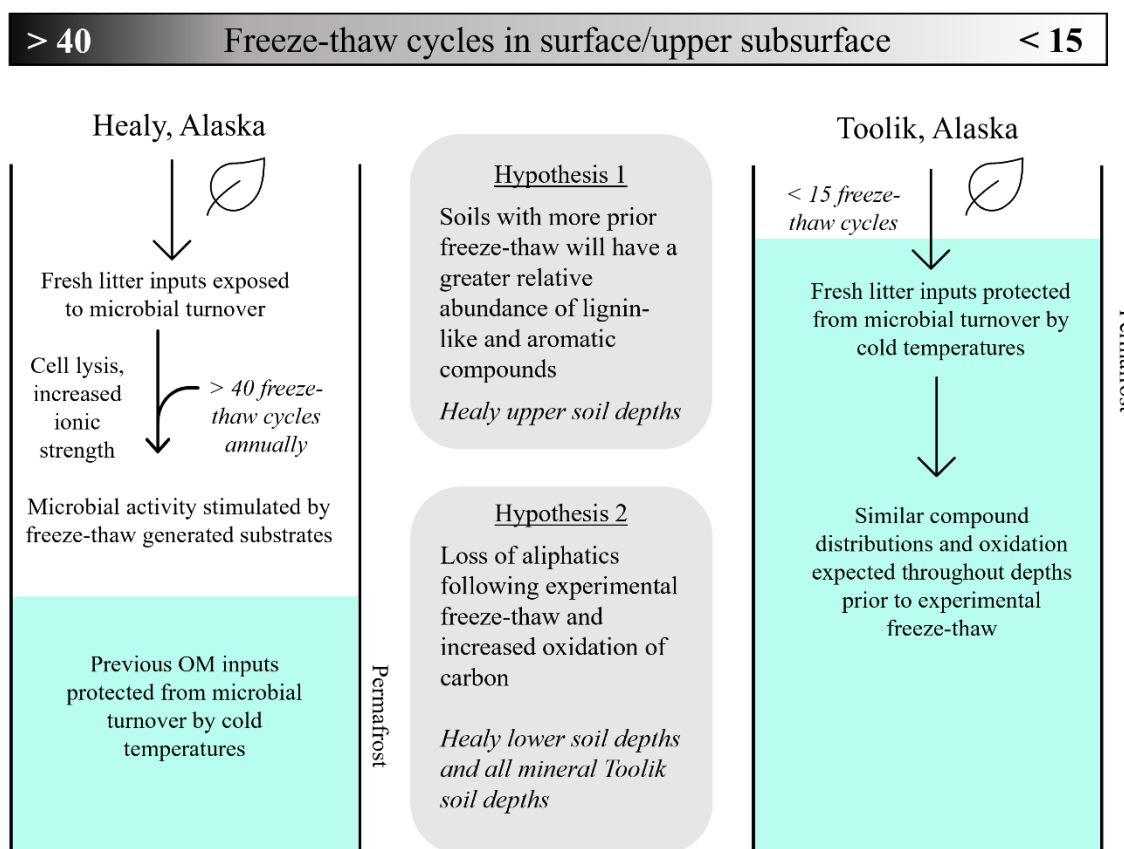 > 40 Freeze-thaw cycles in surface/upper subsurface < 15
Healy, Alaska
Fresh litter inputs exposed
to microbial turnover
Cell lysis,
increased
ionic
strength
> 40 freeze-
thaw cycles
annually
Microbial activity stimulated by
freeze-thaw generated substrates
Previous OM inputs
protected from microbial
turnover by cold
temperatures
Permafrost
Hypothesis 1
Soils with more prior
freeze-thaw will have a
greater relative
abundance of lignin-
like and aromatic
compounds
Healy upper soil depths
Hypothesis 2
Loss of aliphatics
following experimental
freeze-thaw and
increased oxidation of
carbon
Healy lower soil depths
and all mineral Toolik
soil depths
Toolik, Alaska
< 15 freeze-
thaw cycles
Fresh litter inputs protected
from microbial turnover by
cold temperatures
Similar compound
distributions and oxidation
expected throughout depths
prior to experimental
freeze-thaw